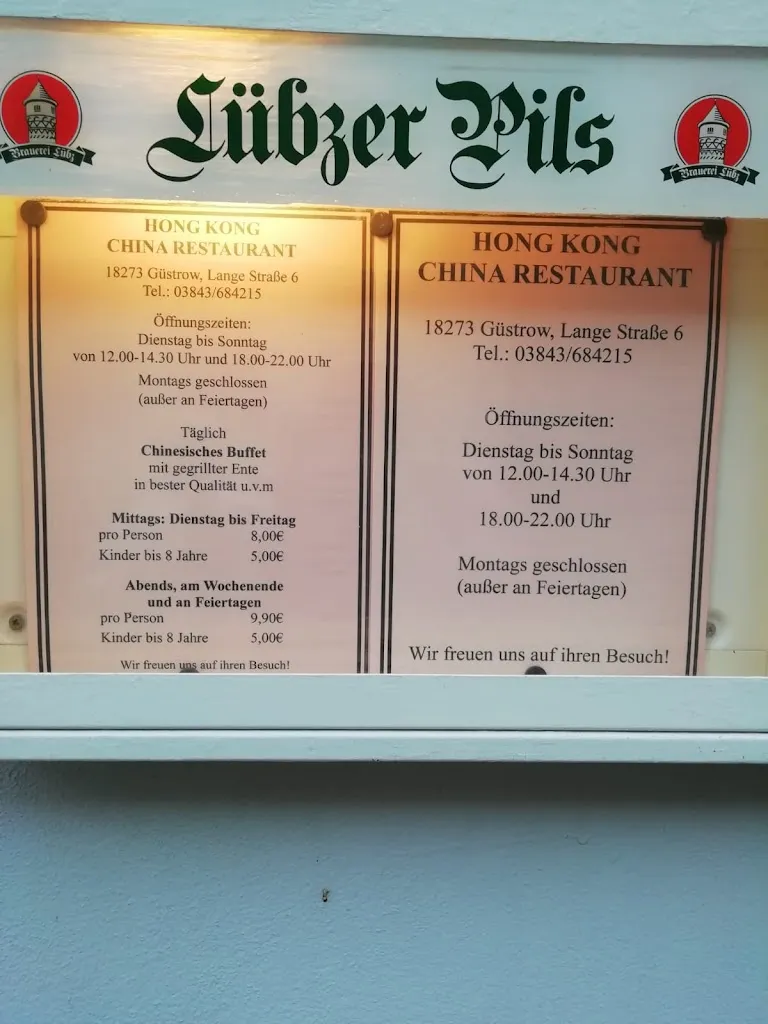 Lübzer Pils
Brauerei Lübz
Brauerei Lübz
HONG KONG
CHINA RESTAURANT
18273 Güstrow, Lange Straße 6
Tel.: 03843/684215
Öffnungszeiten:
Dienstag bis Sonntag
von 12.00-14.30 Uhr und 18.00-22.00 Uhr
Montags geschlossen
(außer an Feiertagen)
Täglich
Chinesisches Buffet
mit gegrillter Ente
in bester Qualität u.v.m
Mittags: Dienstag bis Freitag
pro Person 8,00€
Kinder bis 8 Jahre 5,00€
Abends, am Wochenende
und an Feiertagen
pro Person 9,90€
Kinder bis 8 Jahre 5,00€
Wir freuen uns auf ihren Besuch!
HONG KONG
CHINA RESTAURANT
18273 Güstrow, Lange Straße 6
Tel.: 03843/684215
Öffnungszeiten:
Dienstag bis Sonntag
von 12.00-14.30 Uhr
und
18.00-22.00 Uhr
Montags geschlossen
(außer an Feiertagen)
Wir freuen uns auf ihren Besuch!